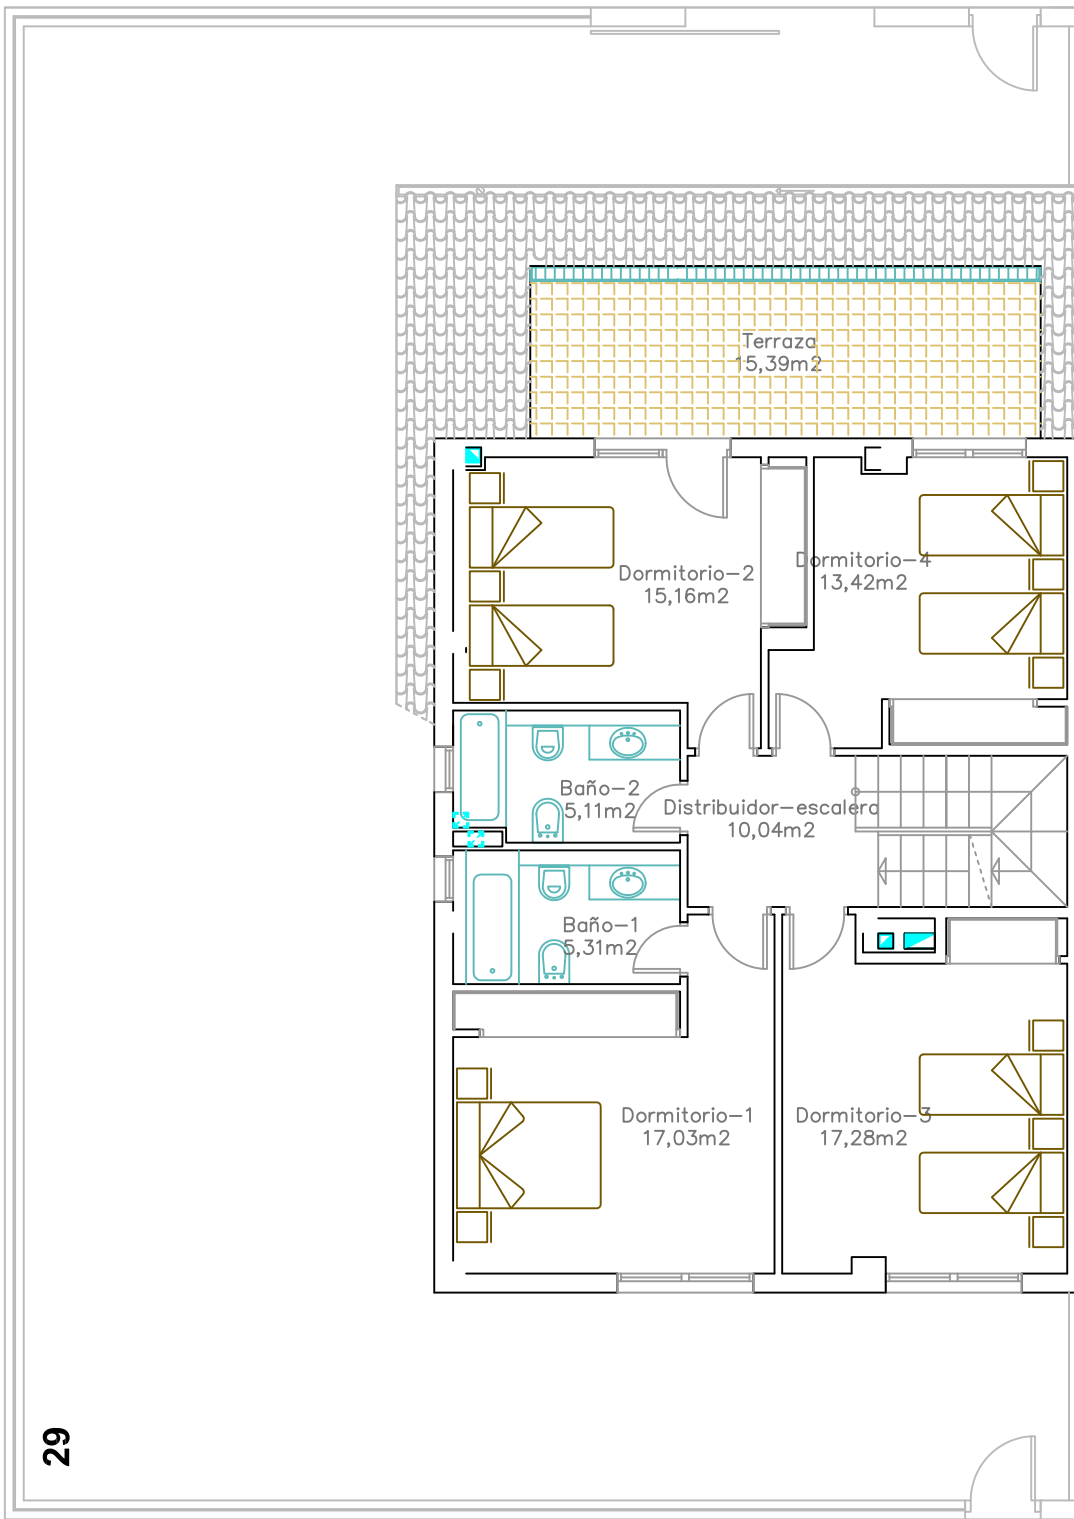 Terraza
15,39m2
Dormitorio-2
15,16m2
Dormitorio-4
13,42m2
Baño-2
5,11m2
Distribuidor-escalera
10,04m2
Baño-1
5,31m2
Dormitorio-1
17,03m2
Dormitorio-3
17,28m2
29